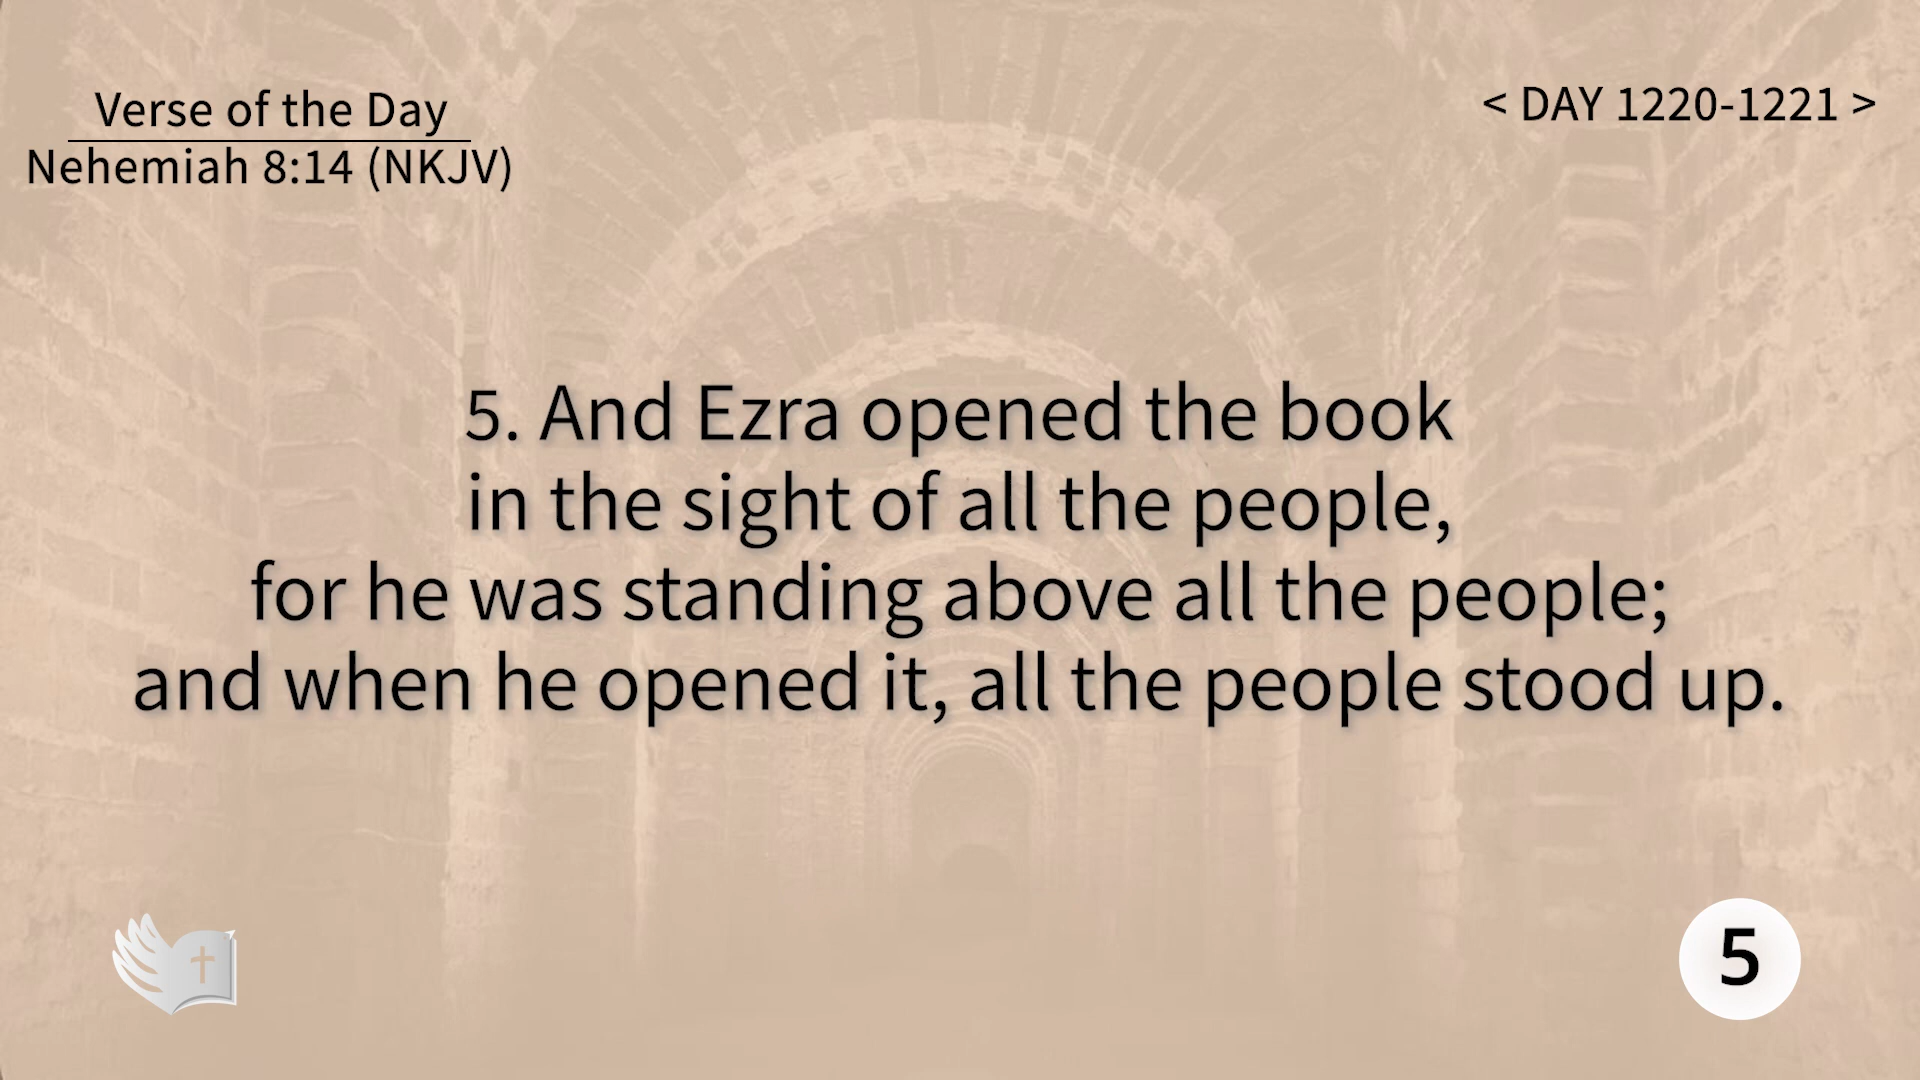 Verse of the Day
Nehemiah 8:14 (NKJV)
< DAY 1220-1221 >
5. And Ezra opened the book
in the sight of all the people,
for he was standing above all the people;
and when he opened it, all the people stood up.
5